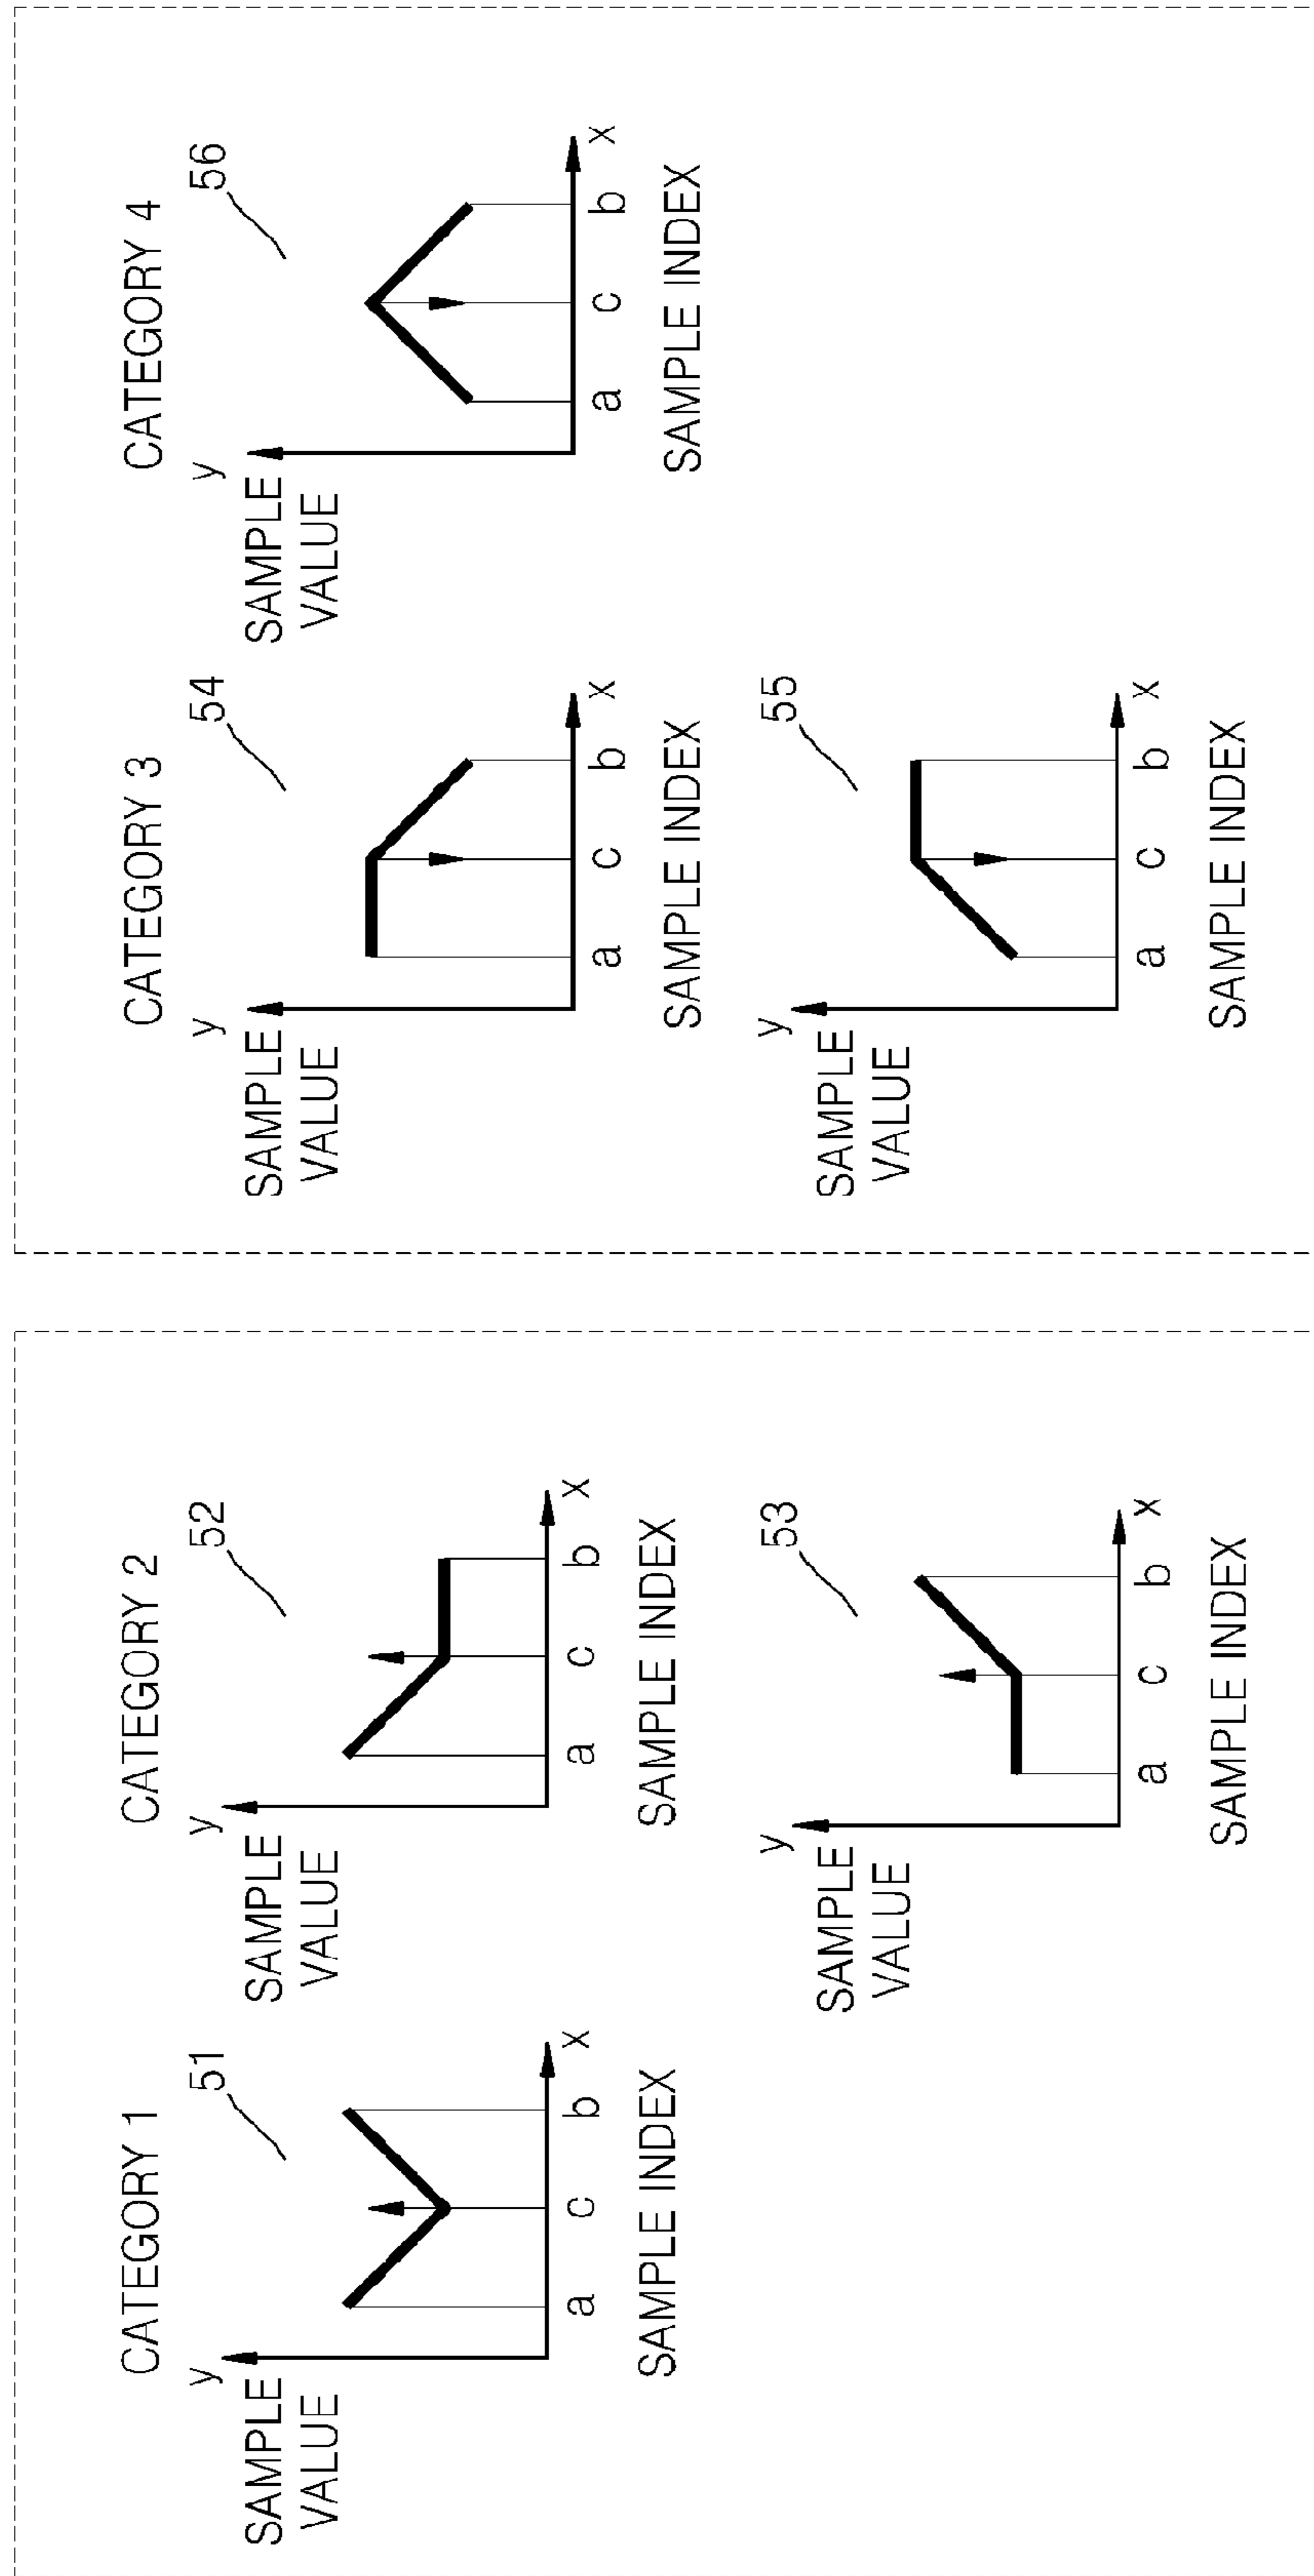 CATEGORY 1
51
y
SAMPLE
VALUE
a
c
b
x
SAMPLE INDEX
CATEGORY 2
52
y
SAMPLE
VALUE
a
c
b
x
SAMPLE INDEX
53
y
SAMPLE
VALUE
a
c
b
x
SAMPLE INDEX
CATEGORY 3
54
y
SAMPLE
VALUE
a
c
b
x
SAMPLE INDEX
55
y
SAMPLE
VALUE
a
c
b
x
SAMPLE INDEX
CATEGORY 4
56
y
SAMPLE
VALUE
a
c
b
x
SAMPLE INDEX